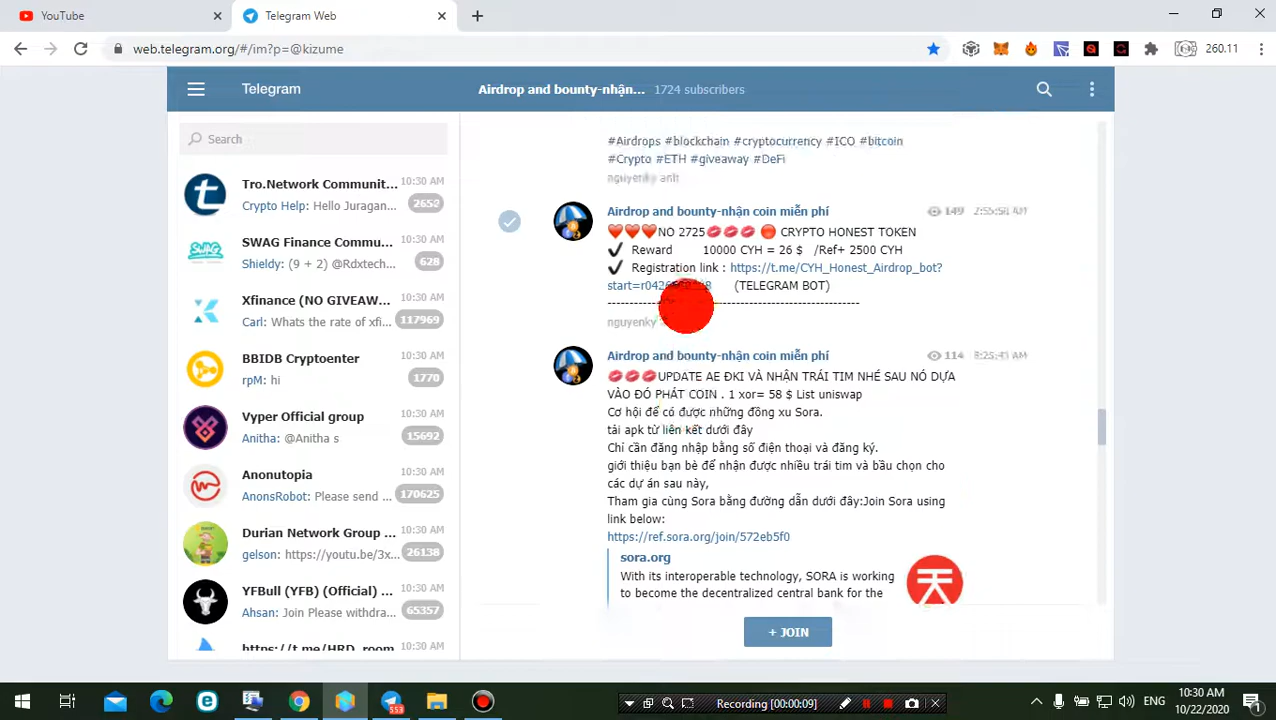 YouTube
Telegram Web
web.telegram.org/#/im?p=@kizume
260.11
Telegram
Airdrop and bounty-nhận... 1724 subscribers
Search
Tro.Network Communit... 10:30 AM
Crypto Help: Hello Juragan... 2652
SWAG Finance Commu... 10:30 AM
Shieldy: (9 + 2) @Rdxtech... 628
Xfinance (NO GIVEAW... 10:30 AM
Carl: Whats the rate of xfi... 117969
BBIDB Cryptoenter 10:30 AM
rpM: hi 1770
Vyper Official group 10:30 AM
Anitha: @Anitha s 15692
Anonutopia 10:30 AM
AnonsRobot: Please send ... 170625
Durian Network Group ... 10:30 AM
gelson: https://youtu.be/3x... 26138
YFBull (YFB) (Official) ... 10:30 AM
Ahsan: Join Please withdra... 65357
https://t.me/HRD_room 10:30 AM
#Airdrops #blockchain #cryptocurrency #ICO #bitcoin
#Crypto #ETH #giveaway #DeFi
nguyenky anh
Airdrop and bounty-nhận coin miễn phí 149
NO 2725 CRYPTO HONEST TOKEN
Reward 10000 CYH = 26 $ /Ref+ 2500 CYH
Registration link : https://t.me/CYH_Honest_Airdrop_bot?
(TELEGRAM BOT)
nguyenky
Airdrop and bounty-nhận coin miễn phí 114
UPDATE AE ĐKI VÀ NHẬN TRÁI TIM NHÉ SAU NÓ DỰA
VÀO ĐÓ PHÁT COIN . 1 xor= 58 $ List uniswap
Cơ hội để có được những đồng xu Sora.
tải apk từ liên kết dưới đây
Chỉ cần đăng nhập bằng số điện thoại và đăng ký.
giới thiệu bạn bè để nhận được nhiều trái tim và bầu chọn cho
các dự án sau này,
Tham gia cùng Sora bằng đường dẫn dưới đây:Join Sora using
link below:
https://ref.sora.org/join/572eb5f0
sora.org
With its interoperable technology, SORA is working
to become the decentralized central bank for the
+ JOIN
553
Recording [00:00:09]
ENG
10:30 AM
10/22/2020
1